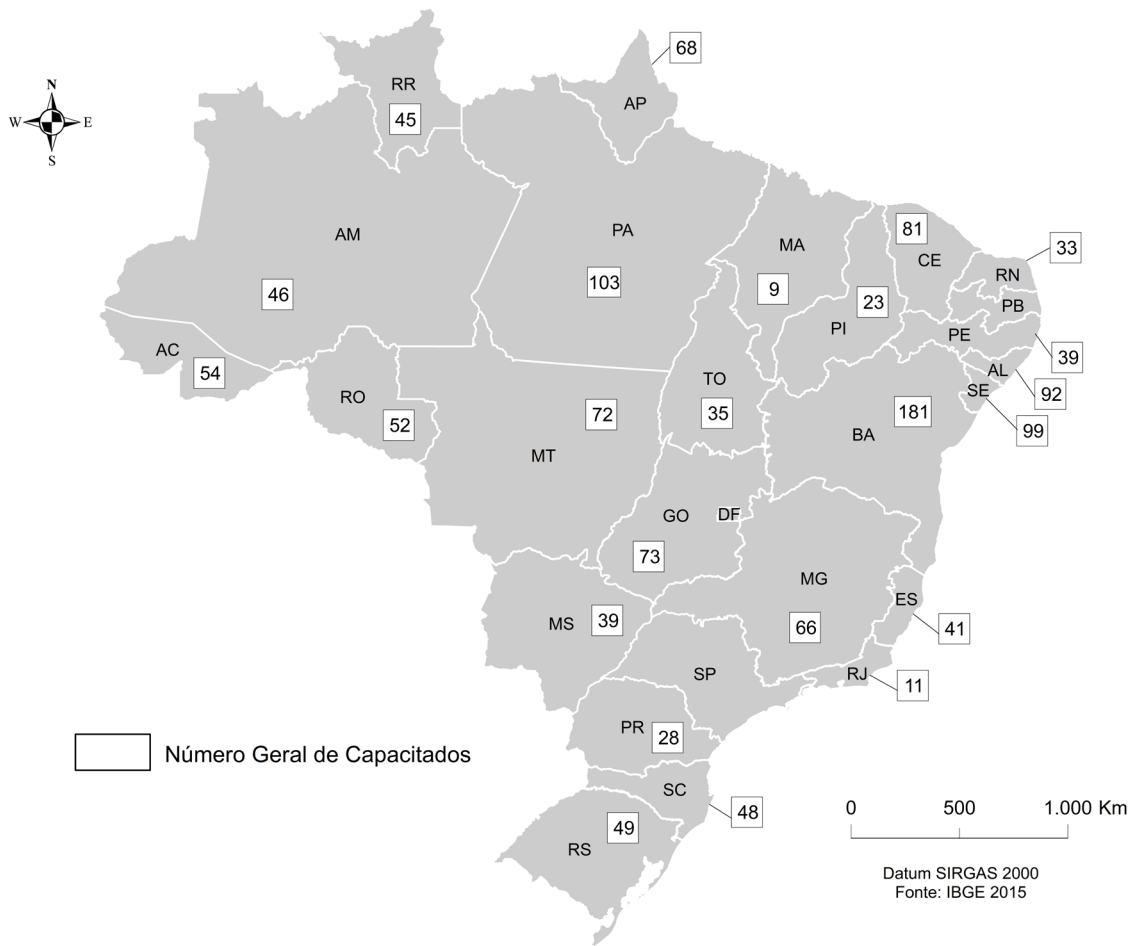 68
RR
AP
45
N
W E
S
AM
PA
MA
81
CE
33
RN
46
103
9
23
PI
PB
PE
39
AC
54
RO
52
TO
35
AL
SE
92
99
72
MT
181
BA
GO
DF
73
MG
66
ES
41
MS
39
SP
RJ
11
PR
28
Número Geral de Capacitados
SC
48
RS
49
0 500 1.000 Km
Datum SIRGAS 2000
Fonte: IBGE 2015